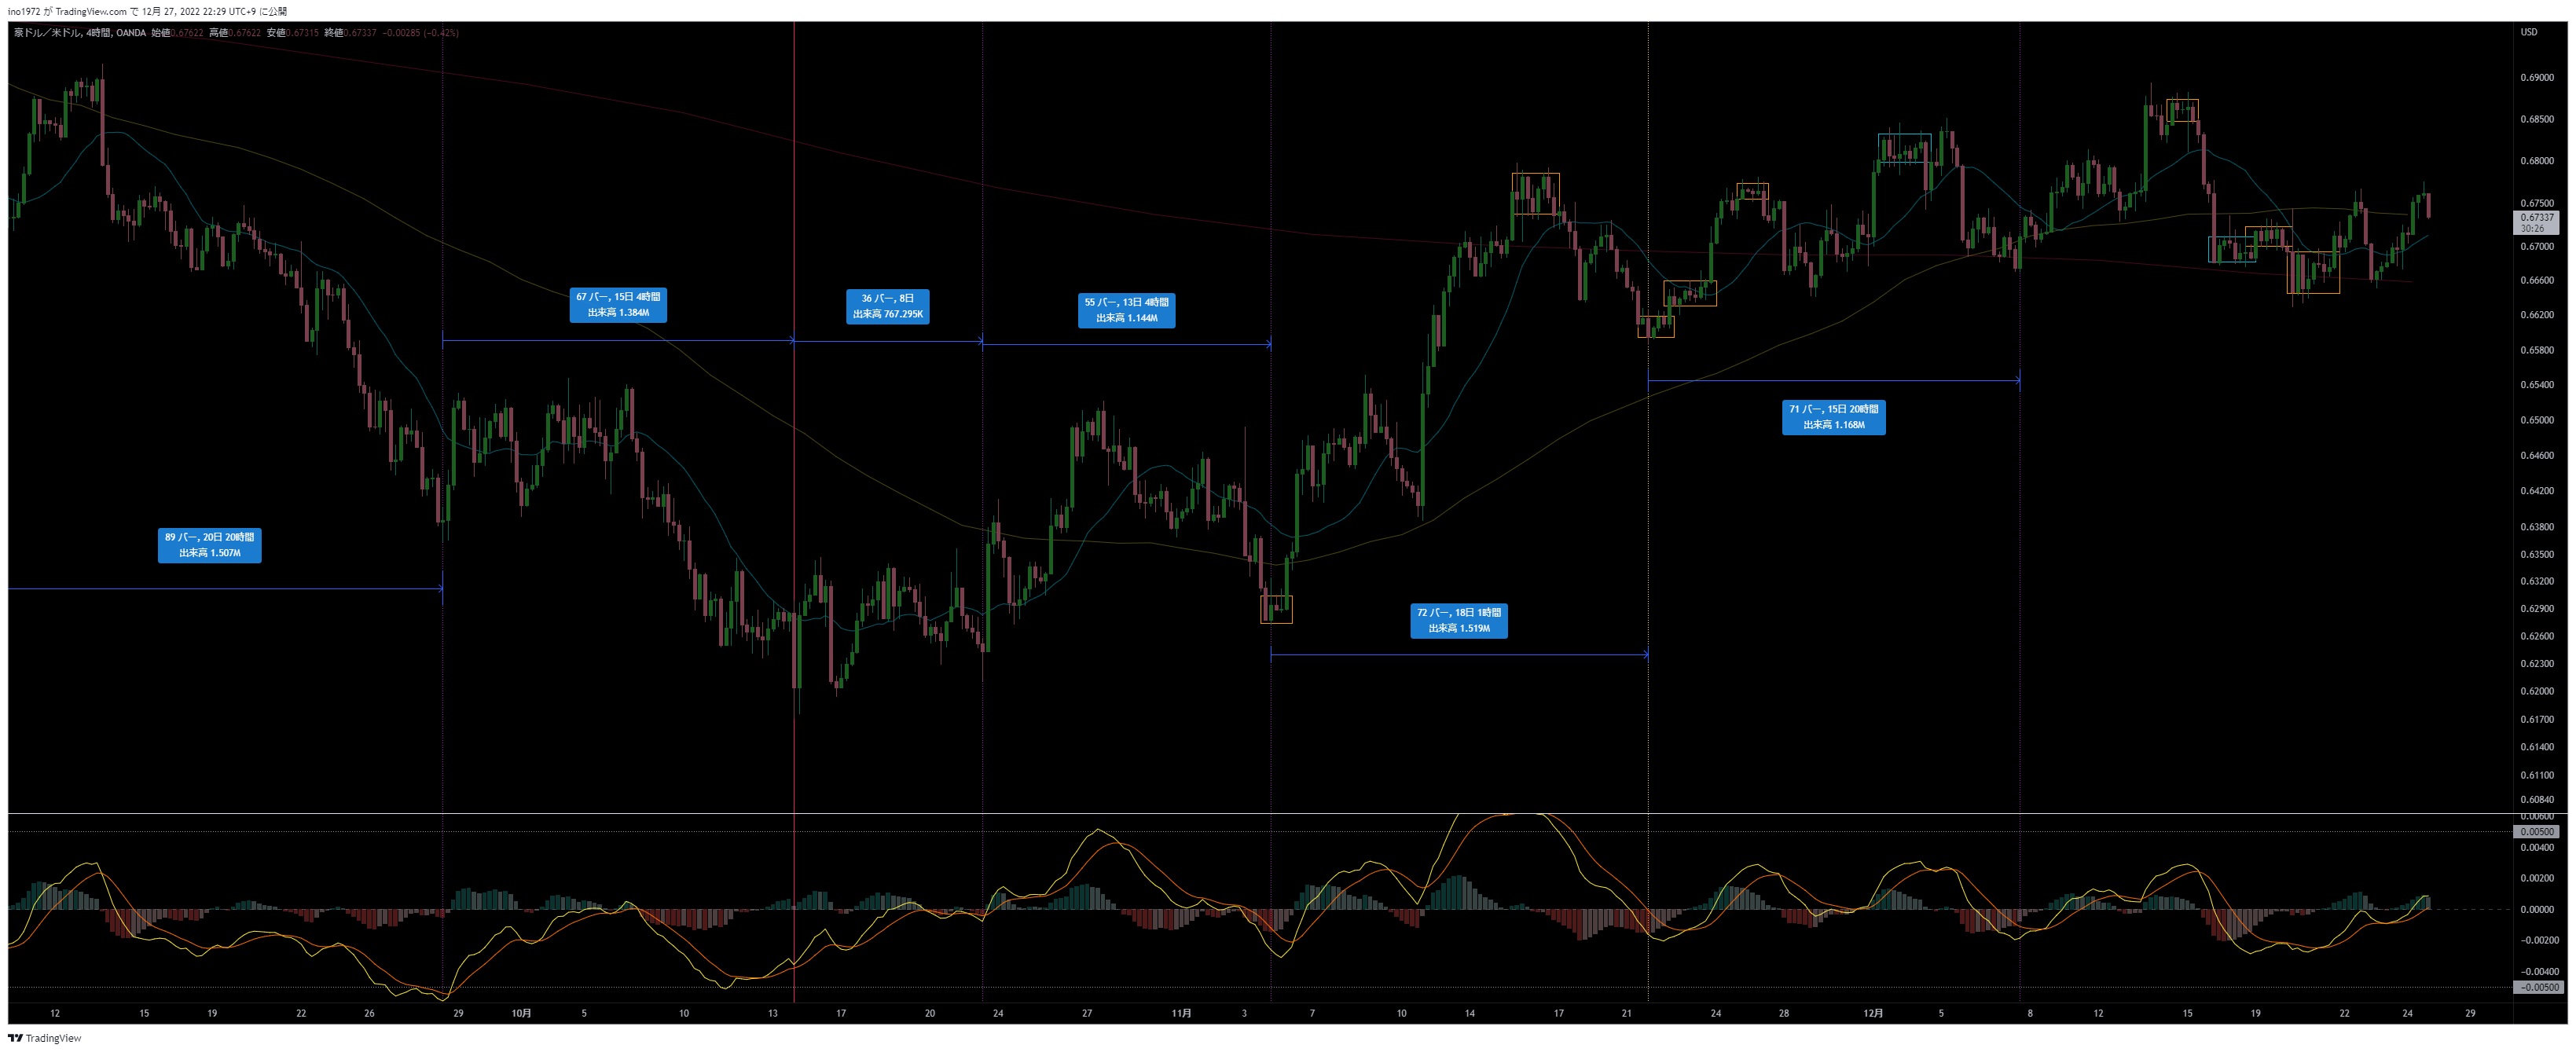 ino1972 が TradingView.com で 12月 27, 2022 22:29 UTC+9 に公開
豪ドル／米ドル, 4時間, OANDA 始値0.67622 高値0.67622 安値0.67315 終値0.67337 −0.00285 (−0.42%)
USD
0.69000
0.68500
0.68000
0.67500
0.67337
30:26
0.67000
0.66600
0.66200
0.65800
0.65400
0.65000
0.64600
0.64200
0.63800
0.63500
0.63200
0.62900
0.62600
0.62300
0.62000
0.61700
0.61400
0.61100
0.60840
67 バー, 15日 4時間
出来高 1.384M
36 バー, 8日
出来高 767.295K
55 バー, 13日 4時間
出来高 1.144M
71 バー, 15日 20時間
出来高 1.168M
89 バー, 20日 20時間
出来高 1.507M
72 バー, 18日 1時間
出来高 1.519M
0.00600
0.00500
0.00400
0.00200
0.00000
−0.00200
−0.00400
−0.00500
12 15 19 22 26 29 10月 5 10 13 17 20 24 27 11月 3 7 10 14 17 21 24 28 12月 5 8 12 15 19 22 24 29
TradingView